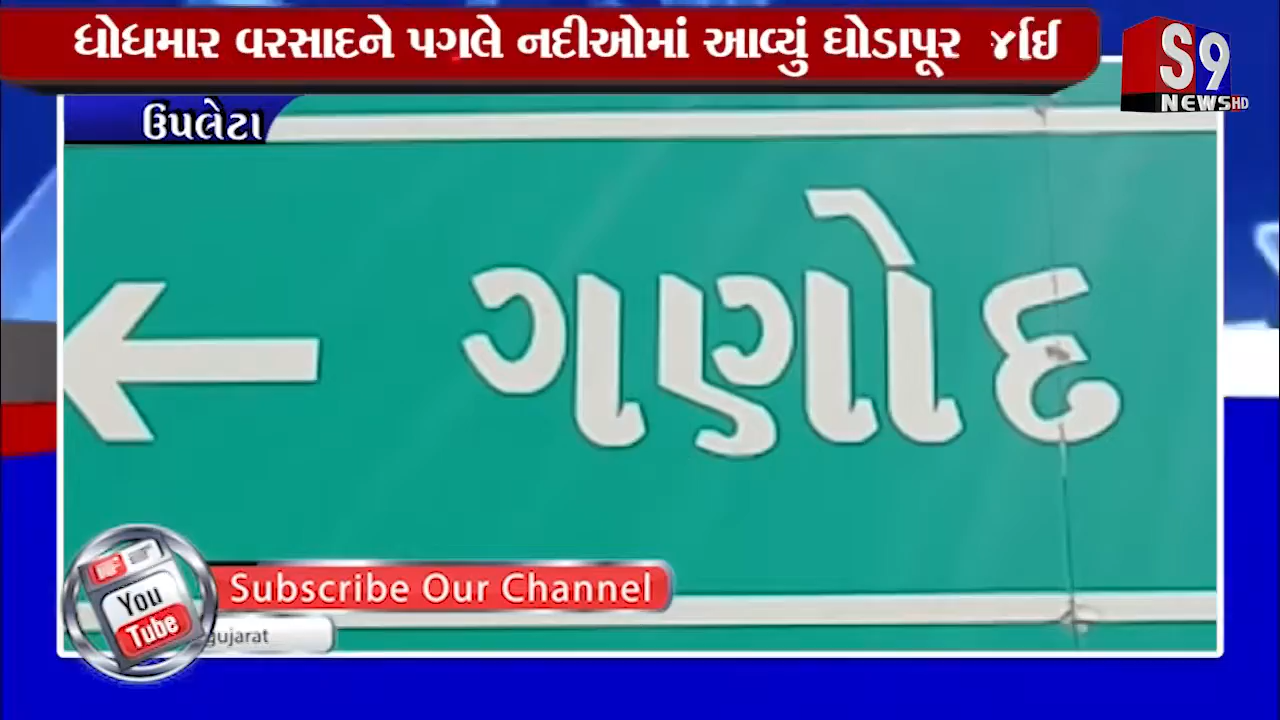 ધોધમાર વરસાદને પગલે નદીઓમાં આવ્યું ઘોડાપૂર
S9
NEWS HD
ઉપલેટા
ગણોદ
You
Tube
Subscribe Our Channel
gujarat